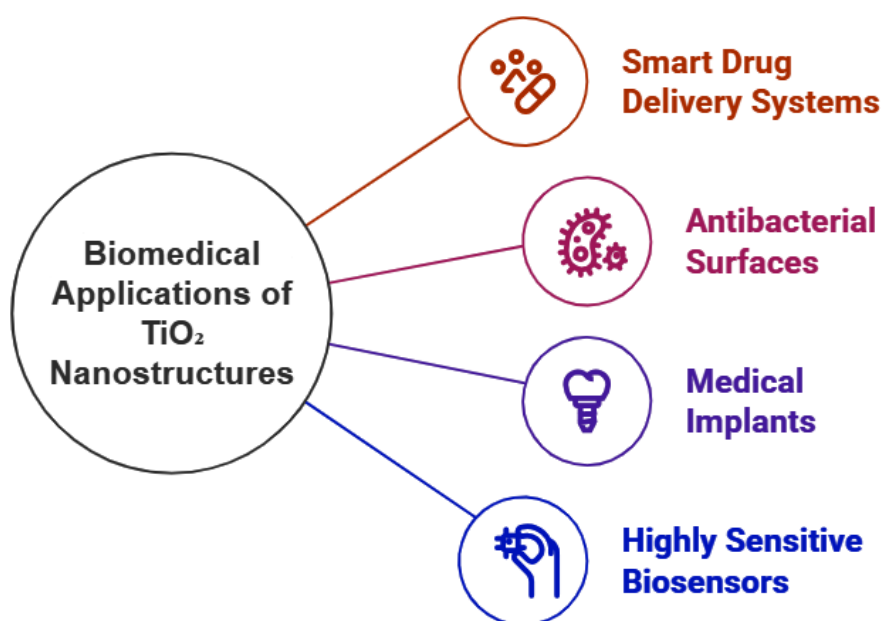 Biomedical
Applications of
TiO₂
Nanostructures
Smart Drug
Delivery Systems
Antibacterial
Surfaces
Medical
Implants
Highly Sensitive
Biosensors